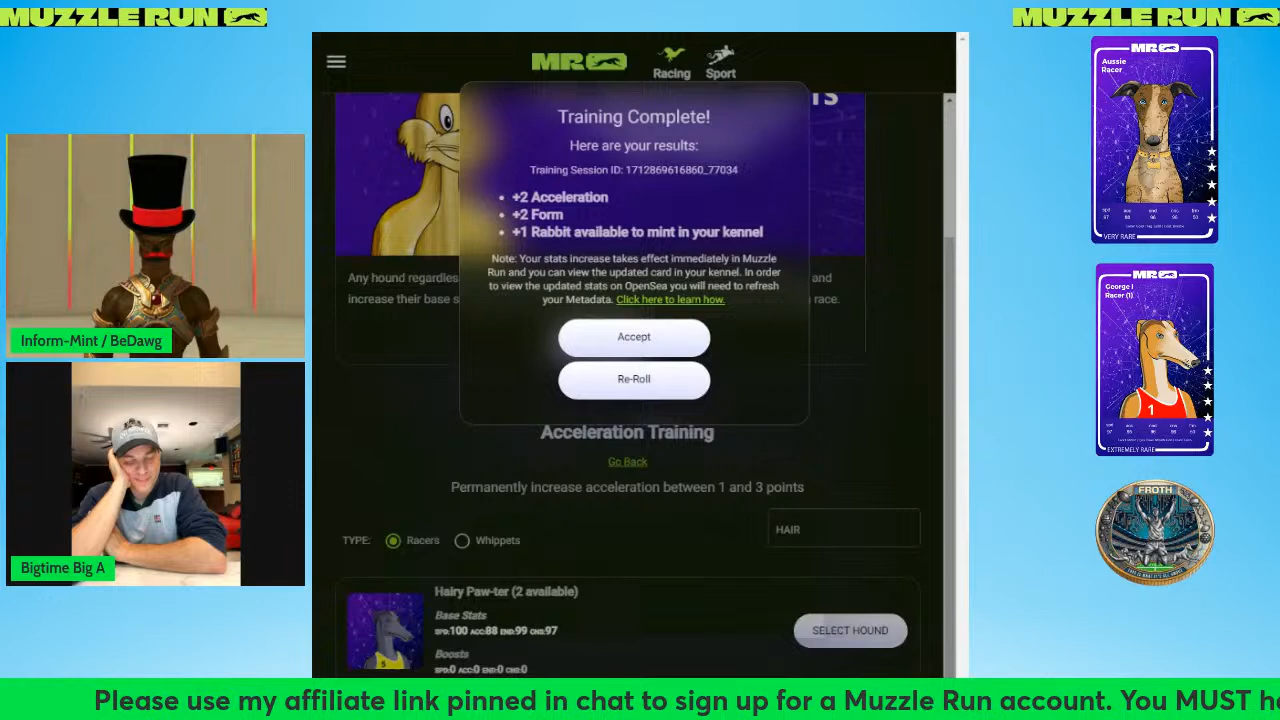 MUZZLE RUN
MUZZLE RUN
MR
Racing
Sport
TS
Training Complete!
Here are your results:
Training Session ID: 1712869616860_77034
• +2 Acceleration
• +2 Form
• +1 Rabbit available to mint in your kennel
Note: Your stats increase takes effect immediately in Muzzle
Run and you can view the updated card in your kennel. In order
to view the updated stats on OpenSea you will need to refresh
your Metadata. Click here to learn how.
Accept
Re-Roll
Any hound regardless
and
increase their base s
race.
Acceleration Training
Go Back
Permanently increase acceleration between 1 and 3 points
TYPE:
Racers
Whippets
HAIR
Hairy Paw-ter (2 available)
Base Stats
SPD:100 ACC:88 END:99 CNS:97
Boosts
SPD:0 ACC:0 END:0 CNS:0
5
SELECT HOUND
Inform-Mint / BeDawg
Bigtime Big A
MR
Aussie
Racer
VERY RARE
MR
George I
Racer (1)
1
EXTREMELY RARE
FROTH
Please use my affiliate link pinned in chat to sign up for a Muzzle Run account. You MUST h